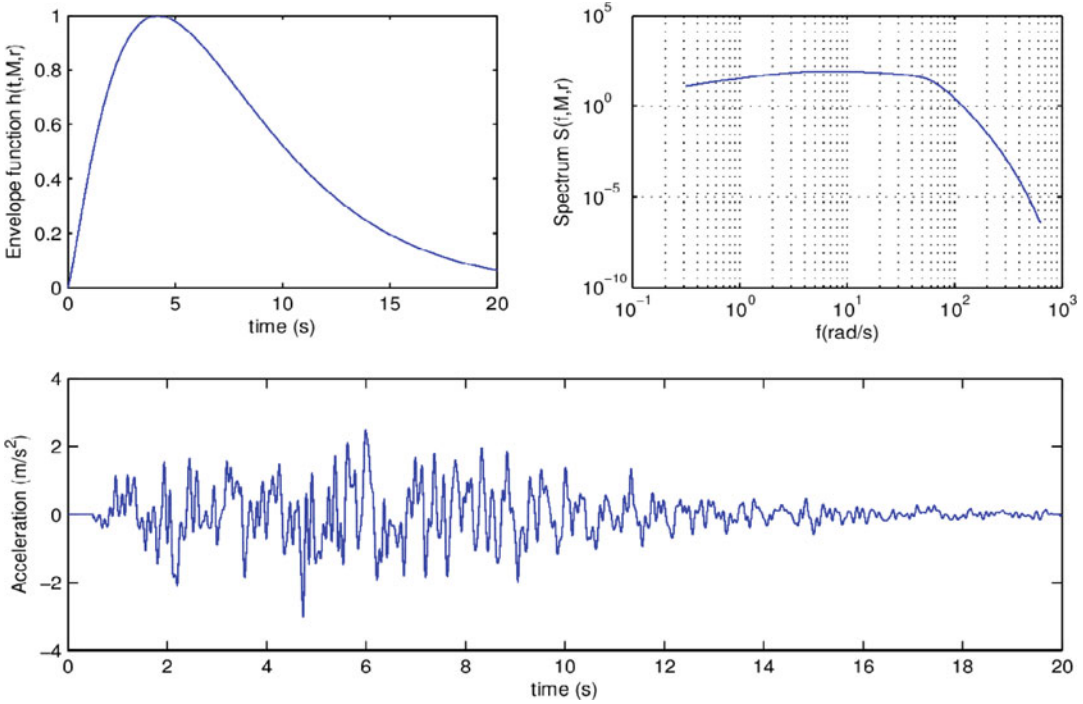 Envelope function h(t,M,r)
1
0.8
0.6
0.4
0.2
0
0 5 10 15 20
time (s)
Spectrum S(f,M,r)
10^5
10^0
10^-5
10^-10
10^-1 10^0 10^1 10^2 10^3
f(rad/s)
Acceleration (m/s^2)
4
2
0
-2
-4
0 2 4 6 8 10 12 14 16 18 20
time (s)